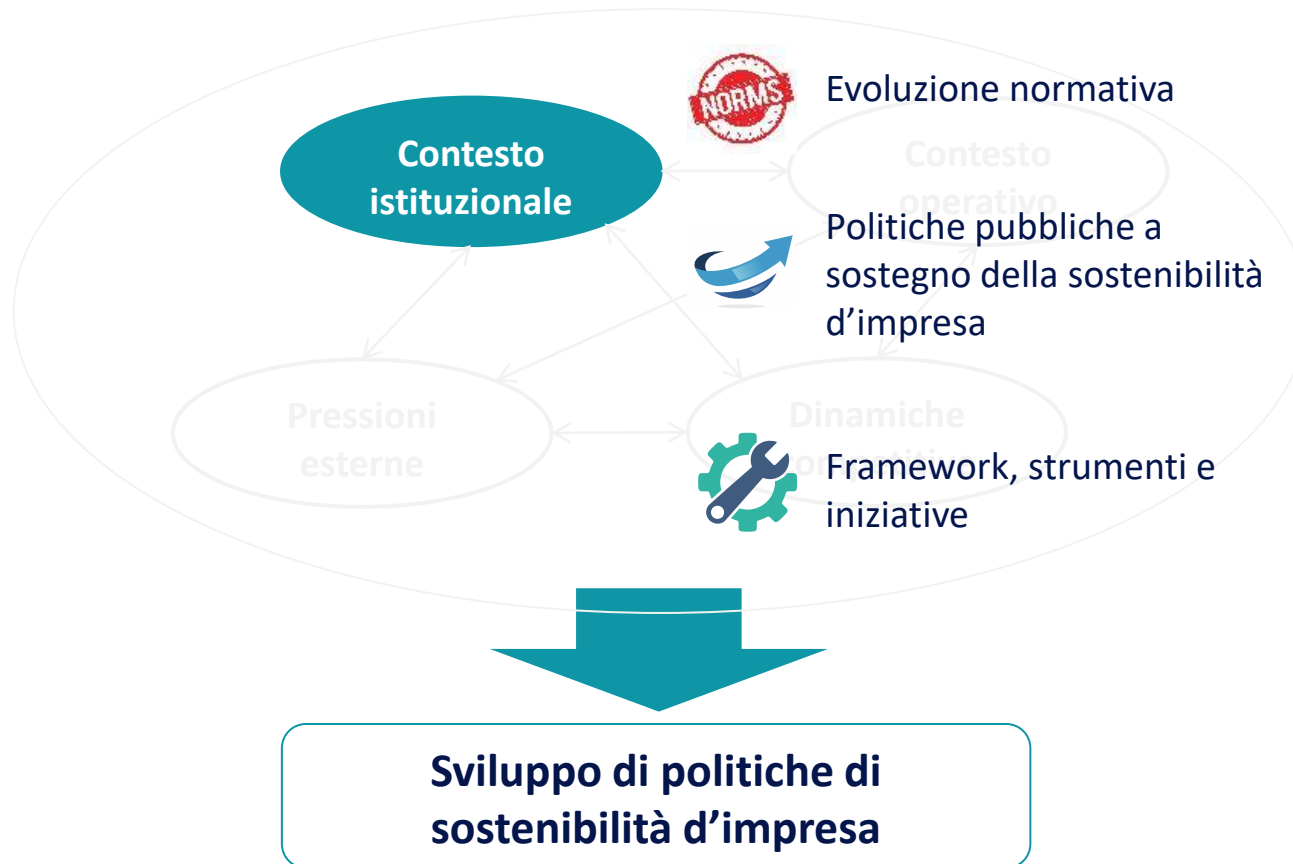 NORMS
Evoluzione normativa
Contesto
istituzionale
Contesto
operativo
Politiche pubbliche a
sostegno della sostenibilità
d’impresa
Pressioni
esterne
Dinamiche
Framework, strumenti e
iniziative
Sviluppo di politiche di
sostenibilità d’impresa